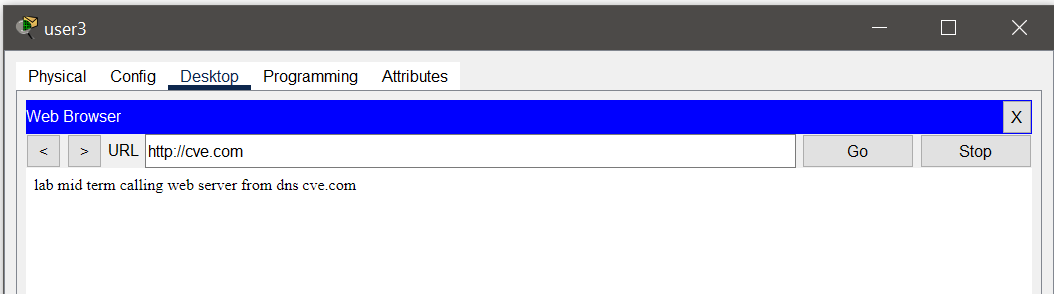 user3
Physical Config Desktop Programming Attributes
Web Browser X
< > URL http://cve.com Go Stop
lab mid term calling web server from dns cve.com